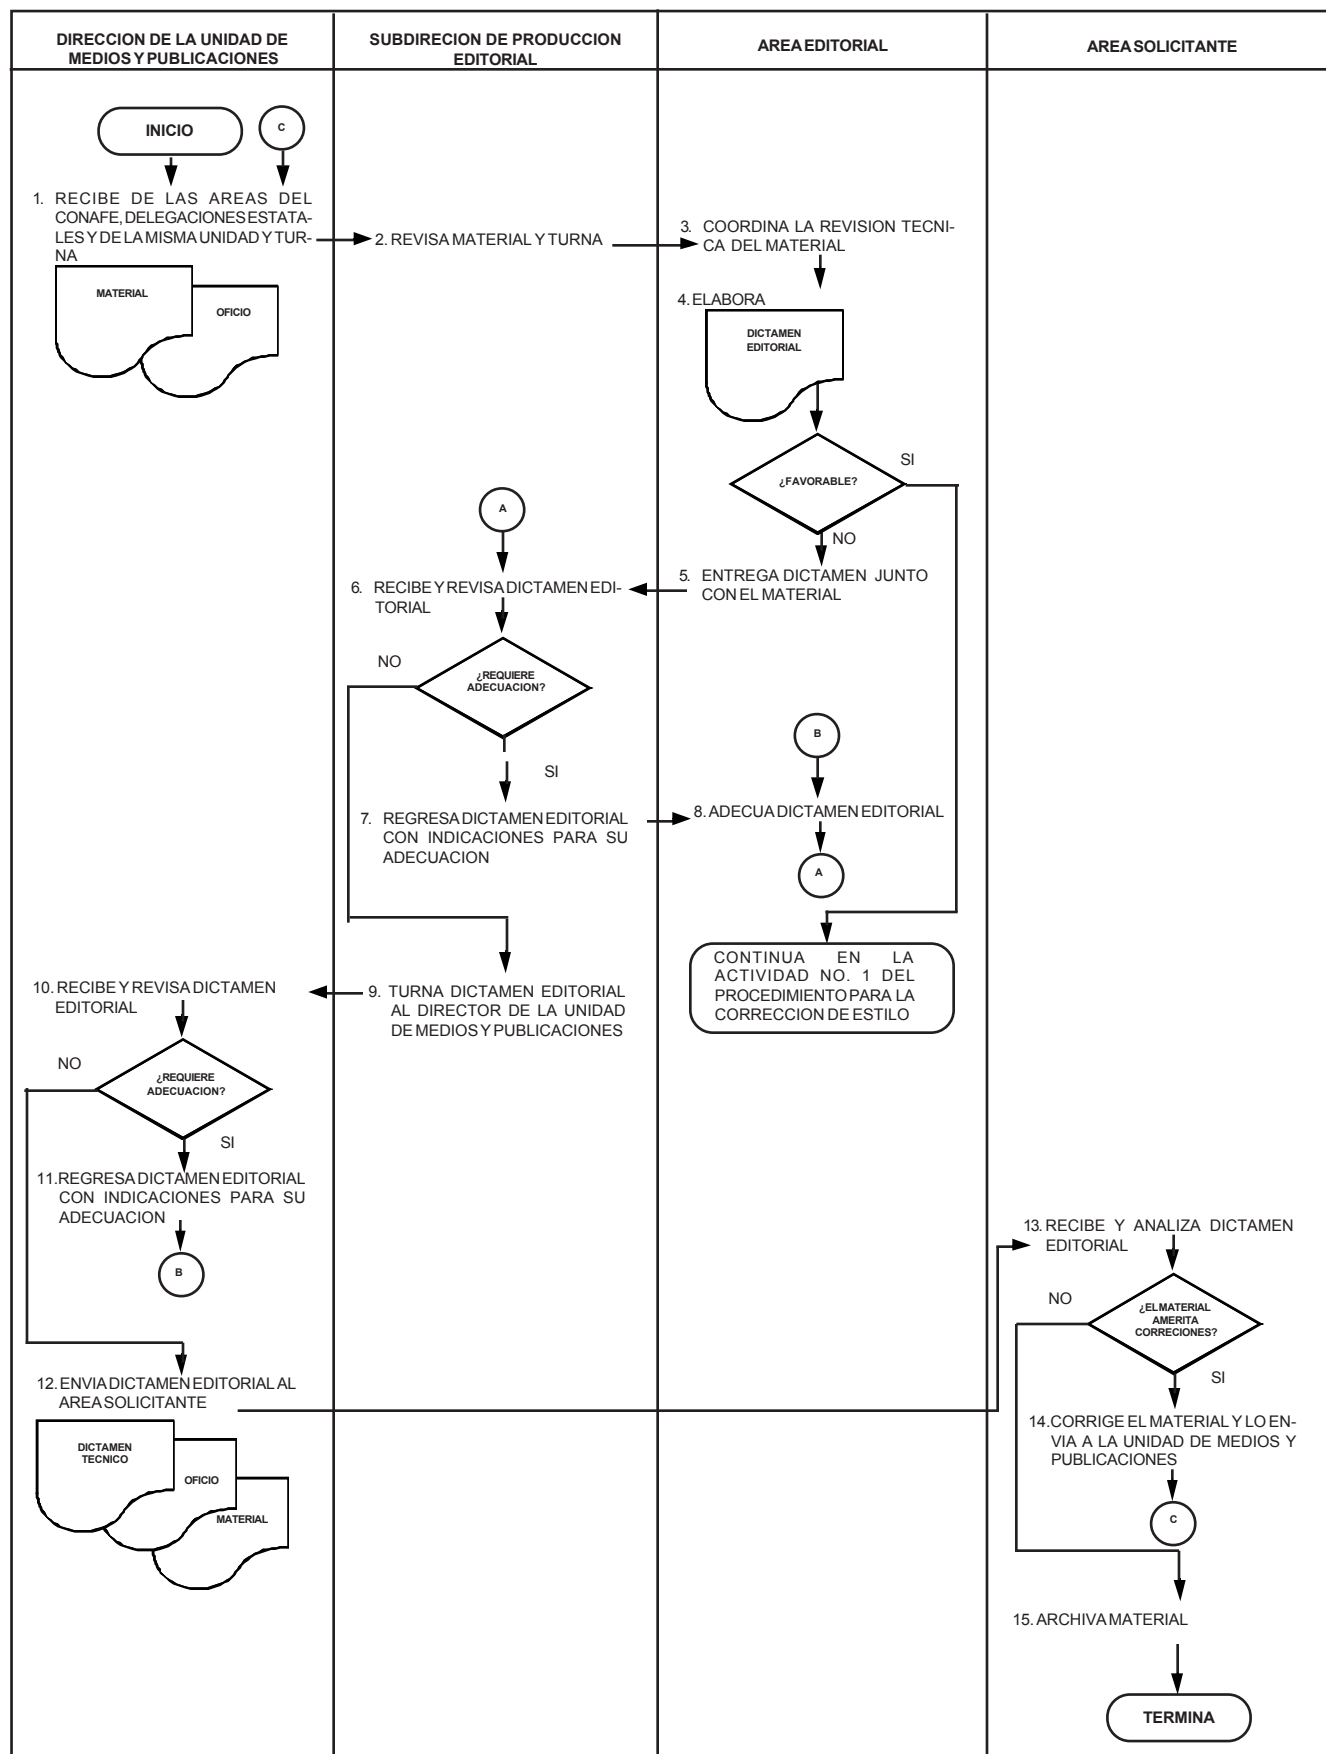 DIRECCION DE LA UNIDAD DE
MEDIOS Y PUBLICACIONES
SUBDIRECION DE PRODUCCION
EDITORIAL
AREA EDITORIAL
AREA SOLICITANTE
INICIO
C
1. RECIBE DE LAS AREAS DEL
CONAFE, DELEGACIONES ESTATA-
LES Y DE LA MISMA UNIDAD Y TUR-
NA
MATERIAL
OFICIO
2. REVISA MATERIAL Y TURNA
3. COORDINA LA REVISION TECNI-
CA DEL MATERIAL
4. ELABORA
DICTAMEN
EDITORIAL
¿FAVORABLE?
SI
NO
5. ENTREGA DICTAMEN JUNTO
CON EL MATERIAL
A
6. RECIBE Y REVISA DICTAMEN EDI-
TORIAL
NO
¿REQUIERE
ADECUACION?
SI
7. REGRESA DICTAMEN EDITORIAL
CON INDICACIONES PARA SU
ADECUACION
B
8. ADECUA DICTAMEN EDITORIAL
A
CONTINUA EN LA
ACTIVIDAD NO. 1 DEL
PROCEDIMIENTO PARA LA
CORRECCION DE ESTILO
9. TURNA DICTAMEN EDITORIAL
AL DIRECTOR DE LA UNIDAD
DE MEDIOS Y PUBLICACIONES
10. RECIBE Y REVISA DICTAMEN
EDITORIAL
NO
¿REQUIERE
ADECUACION?
SI
11. REGRESA DICTAMEN EDITORIAL
CON INDICACIONES PARA SU
ADECUACION
B
12. ENVIA DICTAMEN EDITORIAL AL
AREA SOLICITANTE
DICTAMEN
TECNICO
OFICIO
MATERIAL
13. RECIBE Y ANALIZA DICTAMEN
EDITORIAL
NO
¿EL MATERIAL
AMERITA
CORRECIONES?
SI
14. CORRIGE EL MATERIAL Y LO EN-
VIA A LA UNIDAD DE MEDIOS Y
PUBLICACIONES
C
15. ARCHIVA MATERIAL
TERMINA